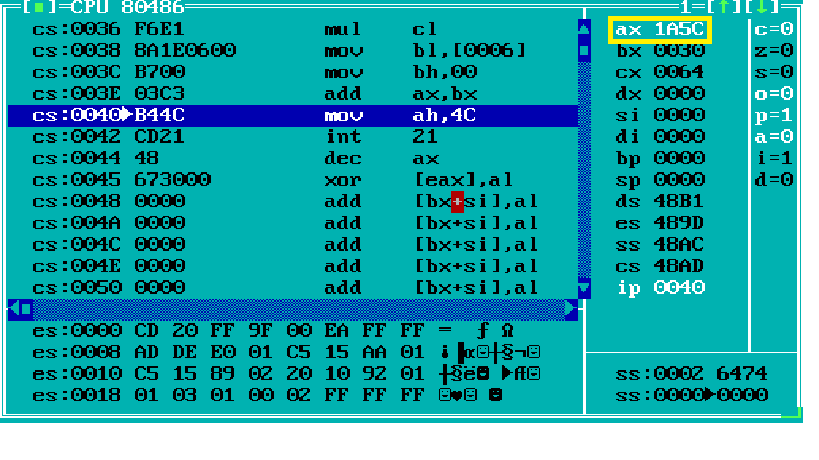 [■]=CPU 80486 1=[↑][↓]
cs:0036 F6E1 mul cl
cs:0038 8A1E0600 mov bl,[0006]
cs:003C B700 mov bh,00
cs:003E 03C3 add ax,bx
cs:0040►B44C mov ah,4C
cs:0042 CD21 int 21
cs:0044 48 dec ax
cs:0045 673000 xor [eax],al
cs:0048 0000 add [bx+si],al
cs:004A 0000 add [bx+si],al
cs:004C 0000 add [bx+si],al
cs:004E 0000 add [bx+si],al
cs:0050 0000 add [bx+si],al
ax 1A5C c=0
bx 0030 z=0
cx 0064 s=0
dx 0000 o=0
si 0000 p=1
di 0000 a=0
bp 0000 i=1
sp 0000 d=0
ds 48B1
es 489D
ss 48AC
cs 48AD
ip 0040
es:0000 CD 20 FF 9F 00 EA FF FF = ƒ Ω
es:0008 AD DE E0 01 C5 15 AA 01 ¡▐α☺┼§¬☺
es:0010 C5 15 89 02 20 10 92 01 ┼§ë☻ ►Æ☺
es:0018 01 03 01 00 02 FF FF FF ☺♥☺ ☻
ss:0002 6474
ss:0000►0000